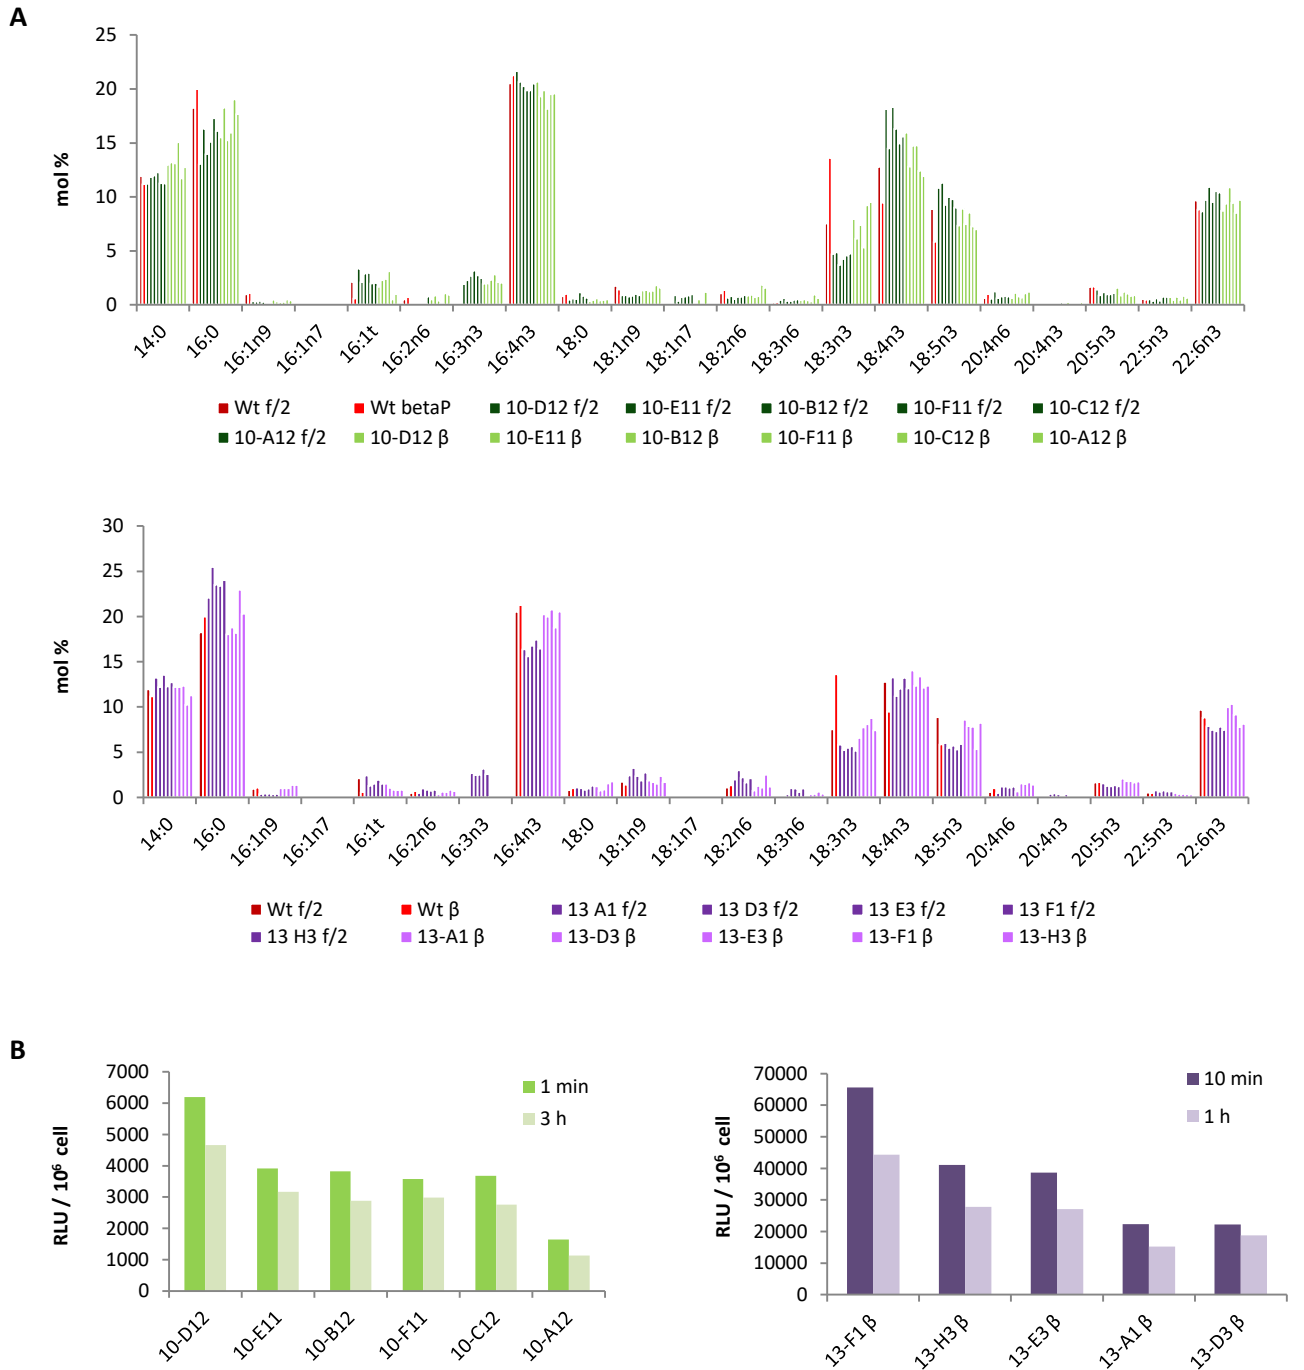 A
25
20
15
10
5
0
mol %
14:0 16:0 16:1n9 16:1n7 16:1t 16:2n6 16:3n3 16:4n3 18:0 18:1n9 18:1n7 18:2n6 18:3n6 18:3n3 18:4n3 18:5n3 20:4n6 20:4n3 20:5n3 22:5n3 22:6n3
Wt f/2 Wt betaP 10-D12 f/2 10-E11 f/2 10-B12 f/2 10-F11 f/2 10-C12 f/2
10-A12 f/2 10-D12 β 10-E11 β 10-B12 β 10-F11 β 10-C12 β 10-A12 β
30
25
20
15
10
5
0
mol %
14:0 16:0 16:1n9 16:1n7 16:1t 16:2n6 16:3n3 16:4n3 18:0 18:1n9 18:1n7 18:2n6 18:3n6 18:3n3 18:4n3 18:5n3 20:4n6 20:4n3 20:5n3 22:5n3 22:6n3
Wt f/2 Wt β 13 A1 f/2 13 D3 f/2 13 E3 f/2 13 F1 f/2
13 H3 f/2 13-A1 β 13-D3 β 13-E3 β 13-F1 β 13-H3 β
B
7000
6000
5000
4000
3000
2000
1000
0
RLU / 10⁶ cell
1 min
3 h
10-D12 10-E11 10-B12 10-F11 10-C12 10-A12
70000
60000
50000
40000
30000
20000
10000
0
RLU / 10⁶ cell
10 min
1 h
13-F1 β 13-H3 β 13-E3 β 13-A1 β 13-D3 β